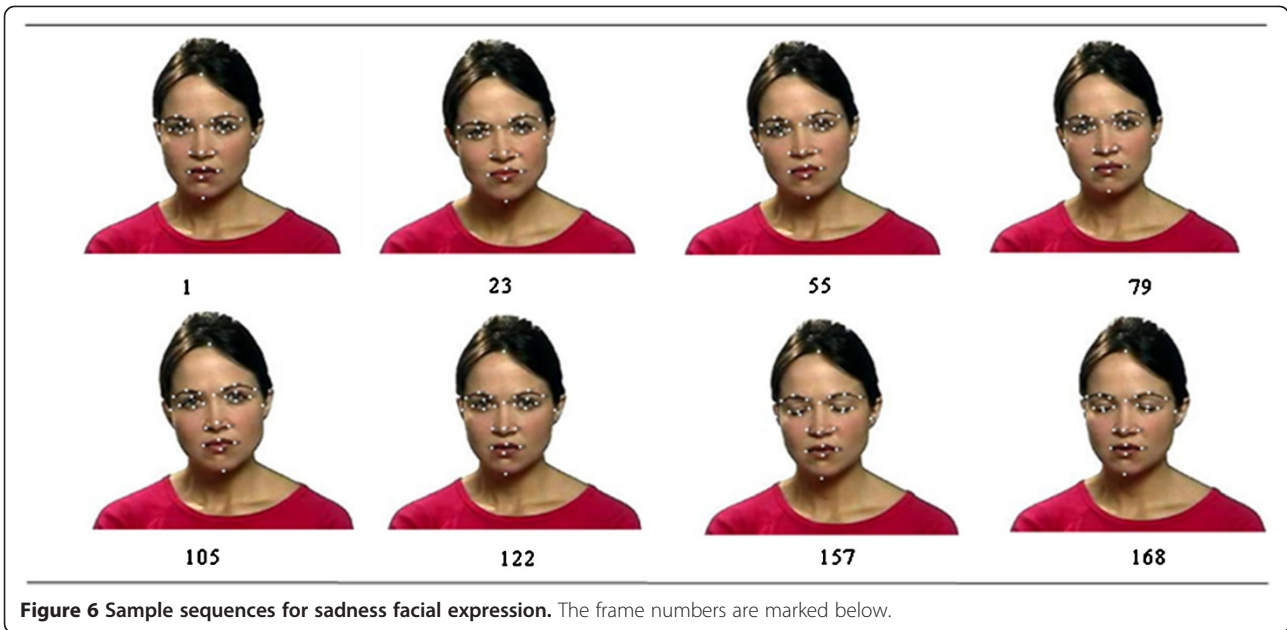 1 23 55 79
105 122 157 168
Figure 6 Sample sequences for sadness facial expression. The frame numbers are marked below.